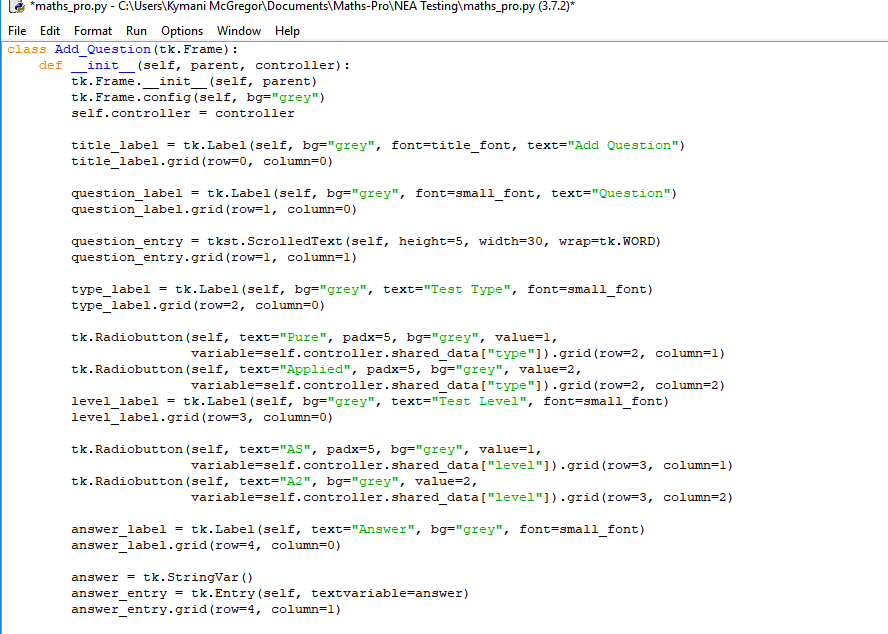 *maths_pro.py - C:\Users\Kymani McGregor\Documents\Maths-Pro\NEA Testing\maths_pro.py (3.7.2)*
File Edit Format Run Options Window Help
class Add_Question(tk.Frame):
    def __init__(self, parent, controller):
        tk.Frame.__init__(self, parent)
        tk.Frame.config(self, bg="grey")
        self.controller = controller

        title_label = tk.Label(self, bg="grey", font=title_font, text="Add Question")
        title_label.grid(row=0, column=0)

        question_label = tk.Label(self, bg="grey", font=small_font, text="Question")
        question_label.grid(row=1, column=0)

        question_entry = tkst.ScrolledText(self, height=5, width=30, wrap=tk.WORD)
        question_entry.grid(row=1, column=1)

        type_label = tk.Label(self, bg="grey", text="Test Type", font=small_font)
        type_label.grid(row=2, column=0)

        tk.Radiobutton(self, text="Pure", padx=5, bg="grey", value=1,
                       variable=self.controller.shared_data["type"]).grid(row=2, column=1)
        tk.Radiobutton(self, text="Applied", padx=5, bg="grey", value=2,
                       variable=self.controller.shared_data["type"]).grid(row=2, column=2)
        level_label = tk.Label(self, bg="grey", text="Test Level", font=small_font)
        level_label.grid(row=3, column=0)

        tk.Radiobutton(self, text="AS", padx=5, bg="grey", value=1,
                       variable=self.controller.shared_data["level"]).grid(row=3, column=1)
        tk.Radiobutton(self, text="A2", bg="grey", value=2,
                       variable=self.controller.shared_data["level"]).grid(row=3, column=2)

        answer_label = tk.Label(self, text="Answer", bg="grey", font=small_font)
        answer_label.grid(row=4, column=0)

        answer = tk.StringVar()
        answer_entry = tk.Entry(self, textvariable=answer)
        answer_entry.grid(row=4, column=1)